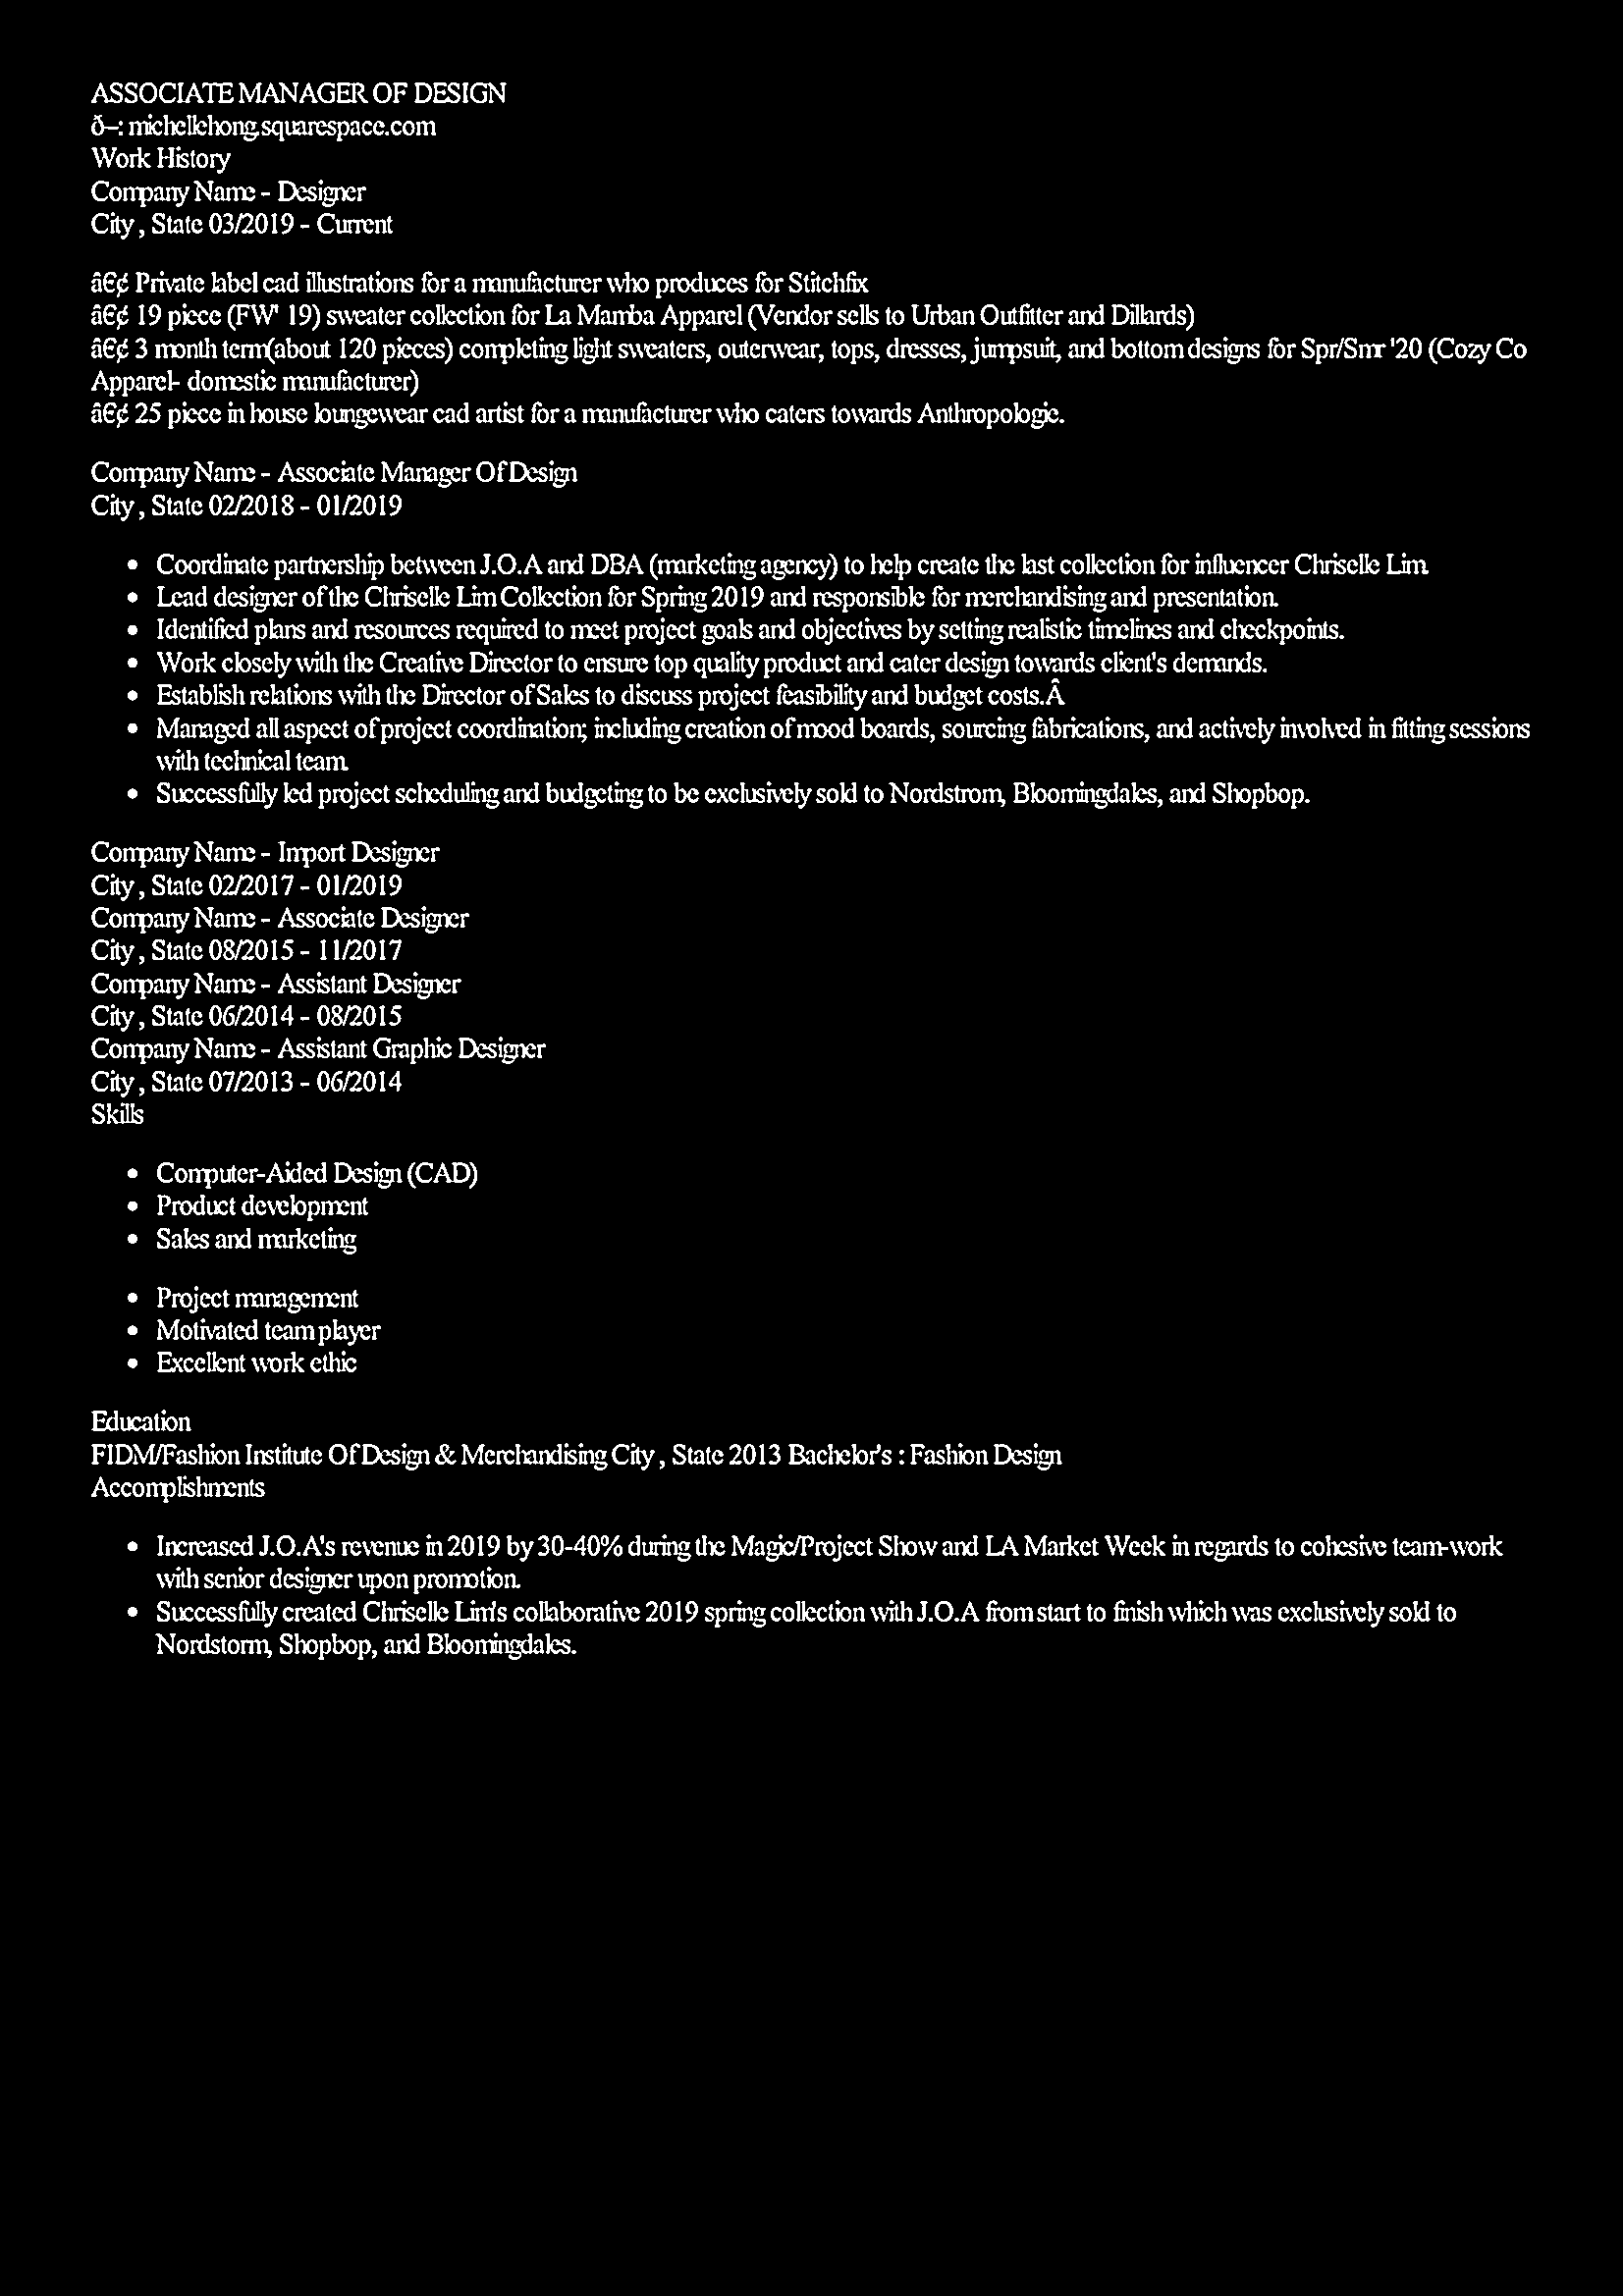 ASSOCIATE MANAGER OF DESIGN
ð–: michellehong.squarespace.com
Work History
Company Name - Designer
City , State 03/2019 - Current
â€¢ Private label cad illustrations for a manufacturer who produces for Stitchfix
â€¢ 19 piece (FW' 19) sweater collection for La Mamba Apparel (Vendor sells to Urban Outfitter and Dillards)
â€¢ 3 month term(about 120 pieces) completing light sweaters, outerwear, tops, dresses, jumpsuit, and bottom designs for Spr/Smr '20 (Cozy Co
Apparel- domestic manufacturer)
â€¢ 25 piece in house loungewear cad artist for a manufacturer who caters towards Anthropologie.
Company Name - Associate Manager Of Design
City , State 02/2018 - 01/2019
• Coordinate partnership between J.O.A and DBA (marketing agency) to help create the last collection for influencer Chriselle Lim.
• Lead designer of the Chriselle Lim Collection for Spring 2019 and responsible for merchandising and presentation.
• Identified plans and resources required to meet project goals and objectives by setting realistic timelines and checkpoints.
• Work closely with the Creative Director to ensure top quality product and cater design towards client's demands.
• Establish relations with the Director of Sales to discuss project feasibility and budget costs.Â
• Managed all aspect of project coordination; including creation of mood boards, sourcing fabrications, and actively involved in fitting sessions
with technical team.
• Successfully led project scheduling and budgeting to be exclusively sold to Nordstrom, Bloomingdales, and Shopbop.
Company Name - Import Designer
City , State 02/2017 - 01/2019
Company Name - Associate Designer
City , State 08/2015 - 11/2017
Company Name - Assistant Designer
City , State 06/2014 - 08/2015
Company Name - Assistant Graphic Designer
City , State 07/2013 - 06/2014
Skills
• Computer-Aided Design (CAD)
• Product development
• Sales and marketing
• Project management
• Motivated team player
• Excellent work ethic
Education
FIDM/Fashion Institute Of Design & Merchandising City , State 2013 Bachelor's : Fashion Design
Accomplishments
• Increased J.O.A's revenue in 2019 by 30-40% during the Magic/Project Show and LA Market Week in regards to cohesive team-work
with senior designer upon promotion.
• Successfully created Chriselle Lim's collaborative 2019 spring collection with J.O.A from start to finish which was exclusively sold to
Nordstorm, Shopbop, and Bloomingdales.